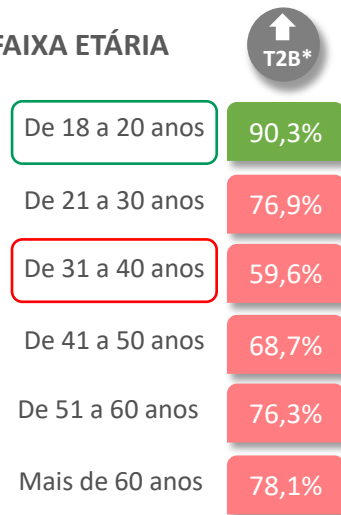 FAIXA ETÁRIA
T2B*
De 18 a 20 anos 90,3%
De 21 a 30 anos 76,9%
De 31 a 40 anos 59,6%
De 41 a 50 anos 68,7%
De 51 a 60 anos 76,3%
Mais de 60 anos 78,1%